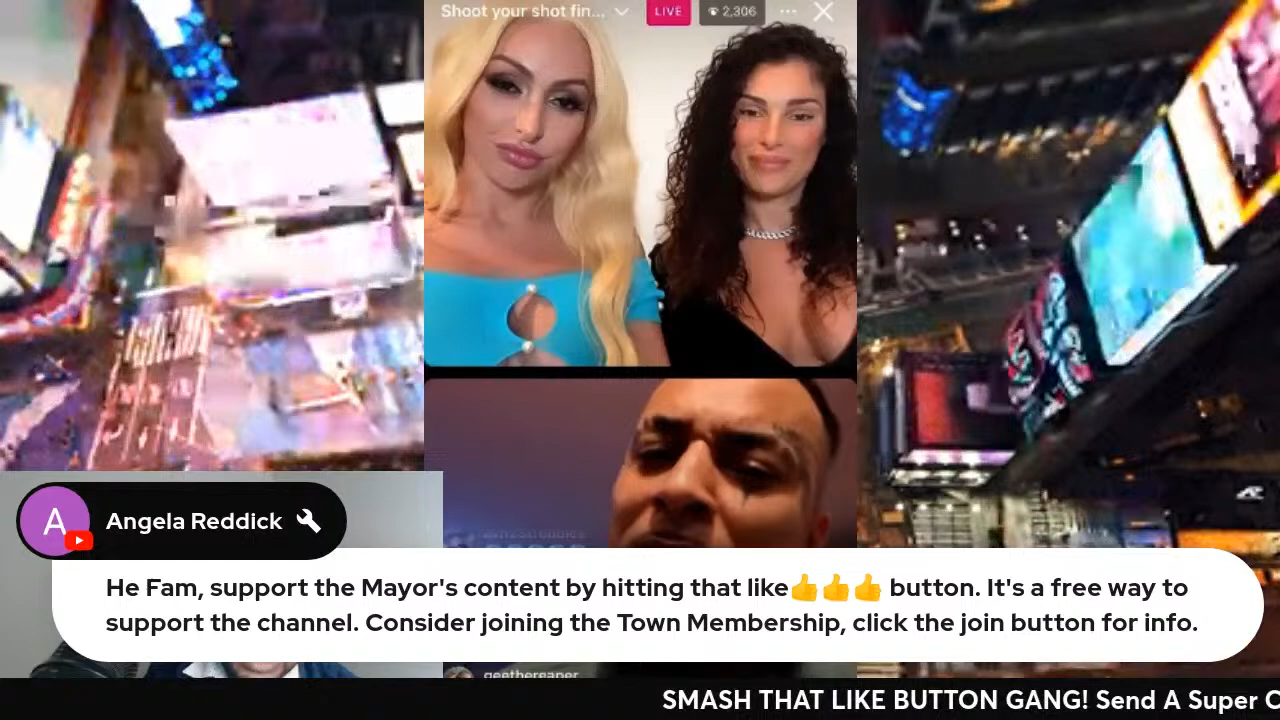 Shoot your shot fin...
LIVE
2,306
A
Angela Reddick
He Fam, support the Mayor's content by hitting that like👍👍👍 button. It's a free way to
support the channel. Consider joining the Town Membership, click the join button for info.
geethereaper
SMASH THAT LIKE BUTTON GANG! Send A Super C